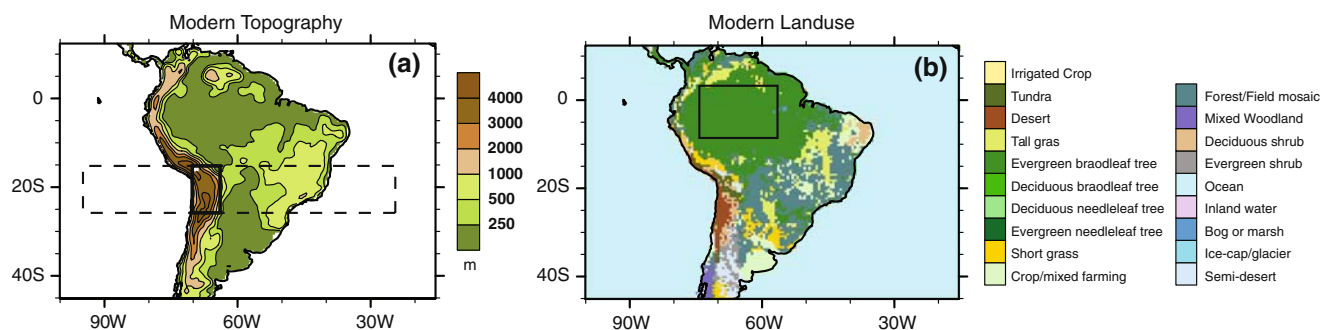 Modern Topography
(a)
0
20S
40S
90W 60W 30W
4000
3000
2000
1000
500
250
m
Modern Landuse
(b)
0
20S
40S
90W 60W 30W
Irrigated Crop
Tundra
Desert
Tall gras
Evergreen braodleaf tree
Deciduous braodleaf tree
Deciduous needleleaf tree
Evergreen needleleaf tree
Short grass
Crop/mixed farming
Forest/Field mosaic
Mixed Woodland
Deciduous shrub
Evergreen shrub
Ocean
Inland water
Bog or marsh
Ice-cap/glacier
Semi-desert